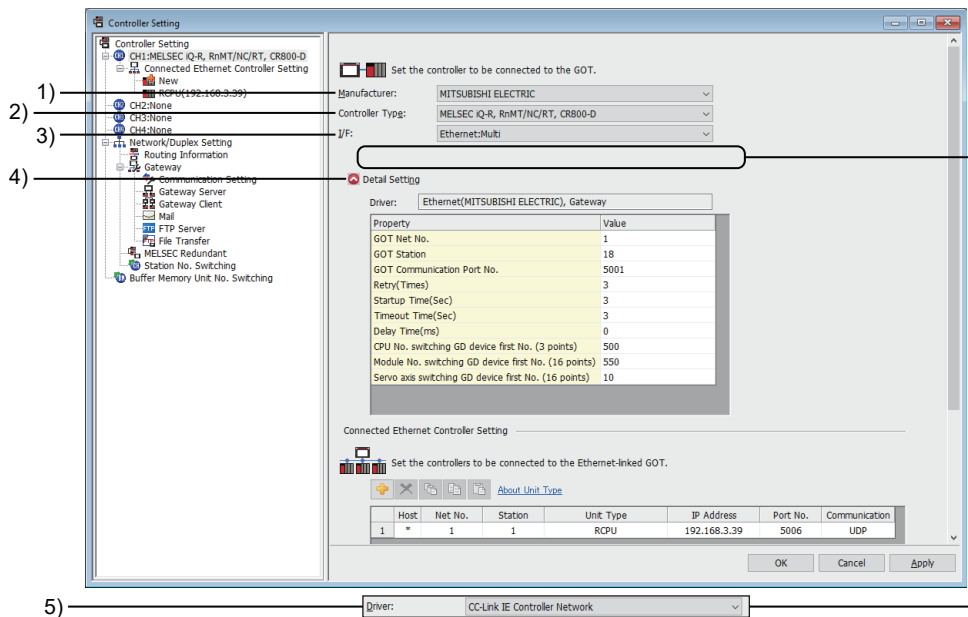 Controller Setting
Controller Setting
CH1:MELSEC iQ-R, RnMT/NC/RT, CR800-D
Connected Ethernet Controller Setting
New
RCPU(192.168.3.39)
CH2:None
CH3:None
CH4:None
Network/Duplex Setting
Routing Information
Gateway
Communication Setting
Gateway Server
Gateway Client
Mail
FTP Server
File Transfer
MELSEC Redundant
Station No. Switching
Buffer Memory Unit No. Switching
1)
2)
3)
4)
Set the controller to be connected to the GOT.
Manufacturer: MITSUBISHI ELECTRIC
Controller Type: MELSEC iQ-R, RnMT/NC/RT, CR800-D
I/F: Ethernet:Multi
Detail Setting
Driver: Ethernet(MITSUBISHI ELECTRIC), Gateway
Property Value
GOT Net No. 1
GOT Station 18
GOT Communication Port No. 5001
Retry(Times) 3
Startup Time(Sec) 3
Timeout Time(Sec) 3
Delay Time(ms) 0
CPU No. switching GD device first No. (3 points) 500
Module No. switching GD device first No. (16 points) 550
Servo axis switching GD device first No. (16 points) 10
Connected Ethernet Controller Setting
Set the controllers to be connected to the Ethernet-linked GOT.
About Unit Type
Host Net No. Station Unit Type IP Address Port No. Communication
1 * 1 1 RCPU 192.168.3.39 5006 UDP
OK Cancel Apply
5)
Driver: CC-Link IE Controller Network